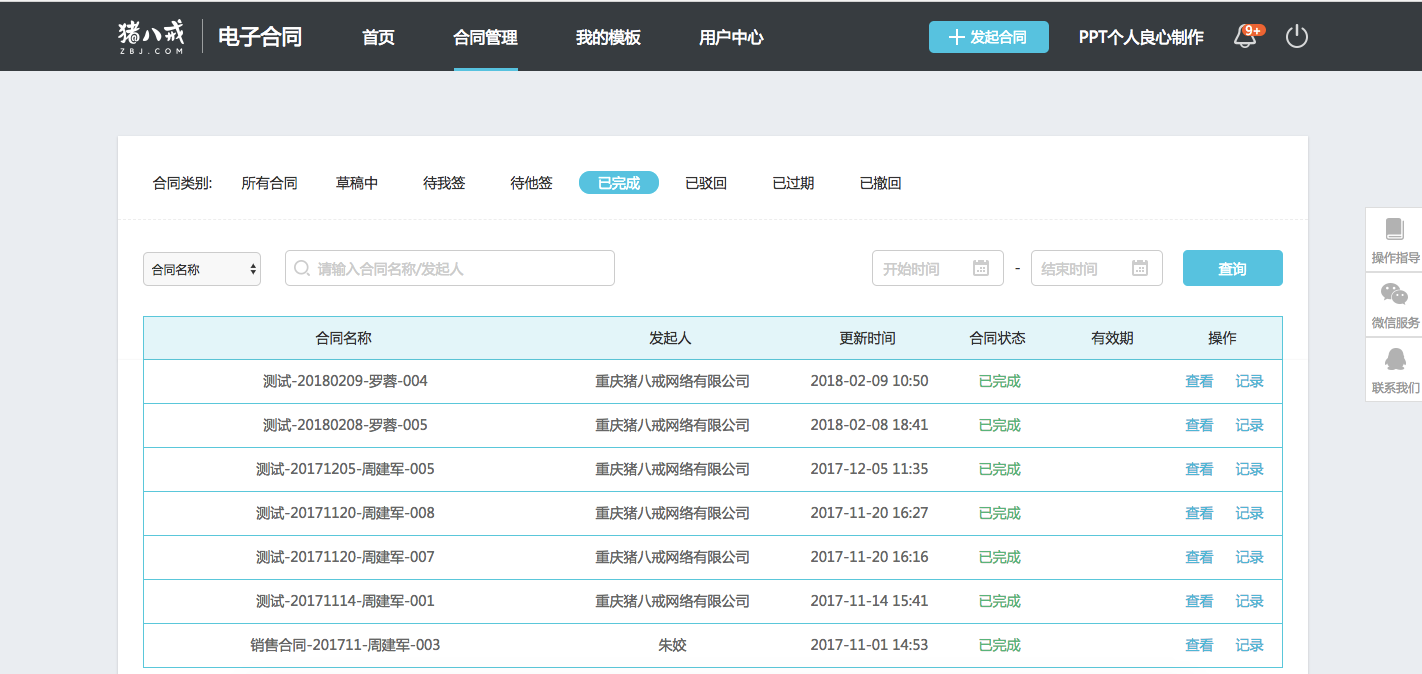 猪八戒 ZBJ.COM 电子合同 首页 合同管理 我的模板 用户中心 发起合同 PPT个人良心制作 9+
合同类别: 所有合同 草稿中 待我签 待他签 已完成 已驳回 已过期 已撤回
合同名称 请输入合同名称/发起人 开始时间 - 结束时间 查询
操作指导
微信服务
联系我们
合同名称 发起人 更新时间 合同状态 有效期 操作
测试-20180209-罗蓉-004 重庆猪八戒网络有限公司 2018-02-09 10:50 已完成 查看 记录
测试-20180208-罗蓉-005 重庆猪八戒网络有限公司 2018-02-08 18:41 已完成 查看 记录
测试-20171205-周建军-005 重庆猪八戒网络有限公司 2017-12-05 11:35 已完成 查看 记录
测试-20171120-周建军-008 重庆猪八戒网络有限公司 2017-11-20 16:27 已完成 查看 记录
测试-20171120-周建军-007 重庆猪八戒网络有限公司 2017-11-20 16:16 已完成 查看 记录
测试-20171114-周建军-001 重庆猪八戒网络有限公司 2017-11-14 15:41 已完成 查看 记录
销售合同-201711-周建军-003 朱姣 2017-11-01 14:53 已完成 查看 记录